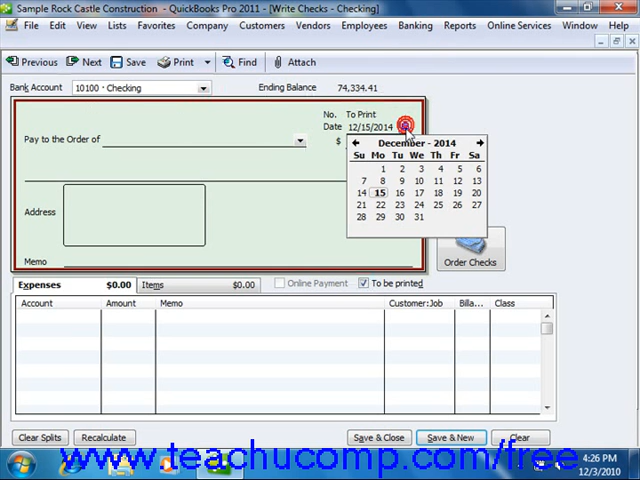 Sample Rock Castle Construction - QuickBooks Pro 2011 - [Write Checks - Checking]
File Edit View Lists Favorites Company Customers Vendors Employees Banking Reports Online Services Window Help
Previous Next Save Print Find Attach
Bank Account 10100 · Checking Ending Balance 74,334.41
No. To Print
Date 12/15/2014
Pay to the Order of $
December - 2014
Su Mo Tu We Th Fr Sa
1 2 3 4 5 6
7 8 9 10 11 12 13
14 15 16 17 18 19 20
21 22 23 24 25 26 27
28 29 30 31
Address
Memo
Order Checks
Expenses $0.00 Items $0.00 Online Payment To be printed
Account Amount Memo Customer:Job Billa... Class
Clear Splits Recalculate Save & Close Save & New Clear
www.teachucomp.com/free
4:26 PM
12/3/2010